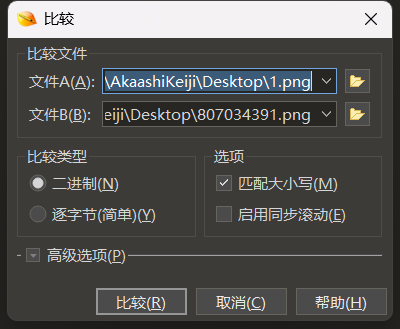 比较
比较文件
文件A(A): \AkaashiKeiji\Desktop\1.png
文件B(B): eiji\Desktop\807034391.png
比较类型
选项
二进制(N)
匹配大小写(M)
逐字节(简单)(Y)
启用同步滚动(E)
高级选项(P)
比较(R) 取消(C) 帮助(H)